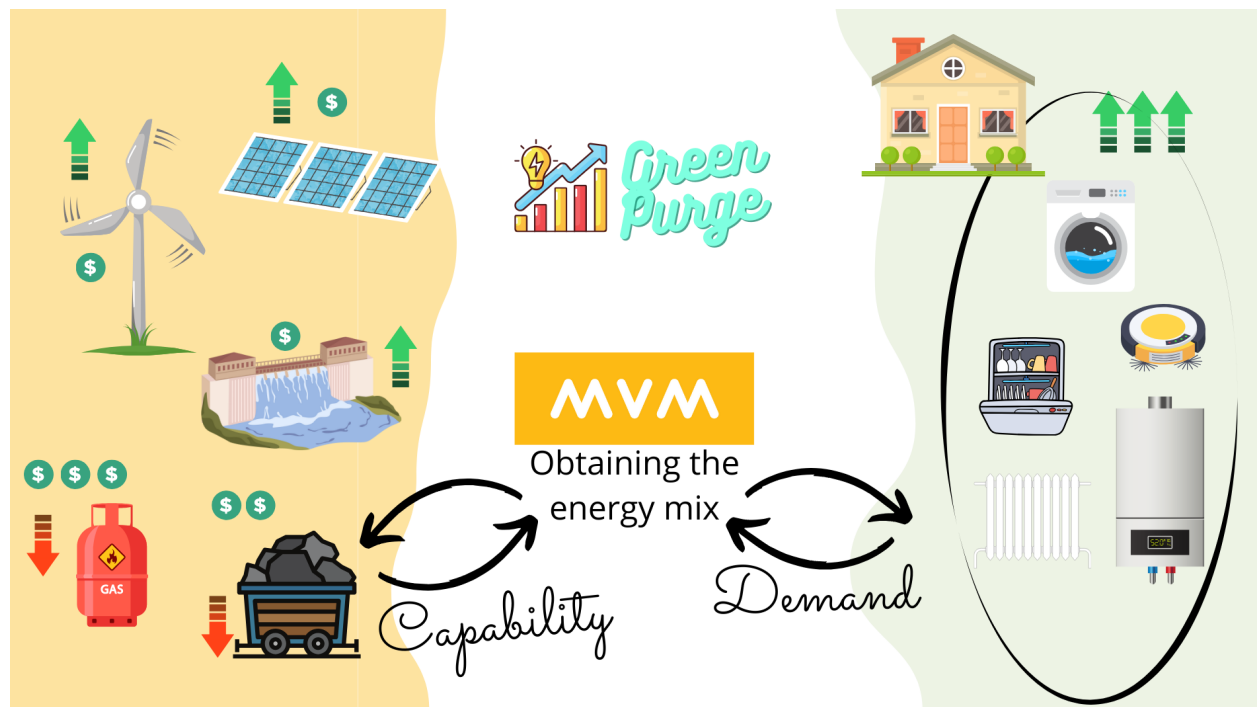 $
$
Green
Purge
$
$
MVM
Obtaining the
energy mix
$ $ $
$ $
GAS
Capability
Demand